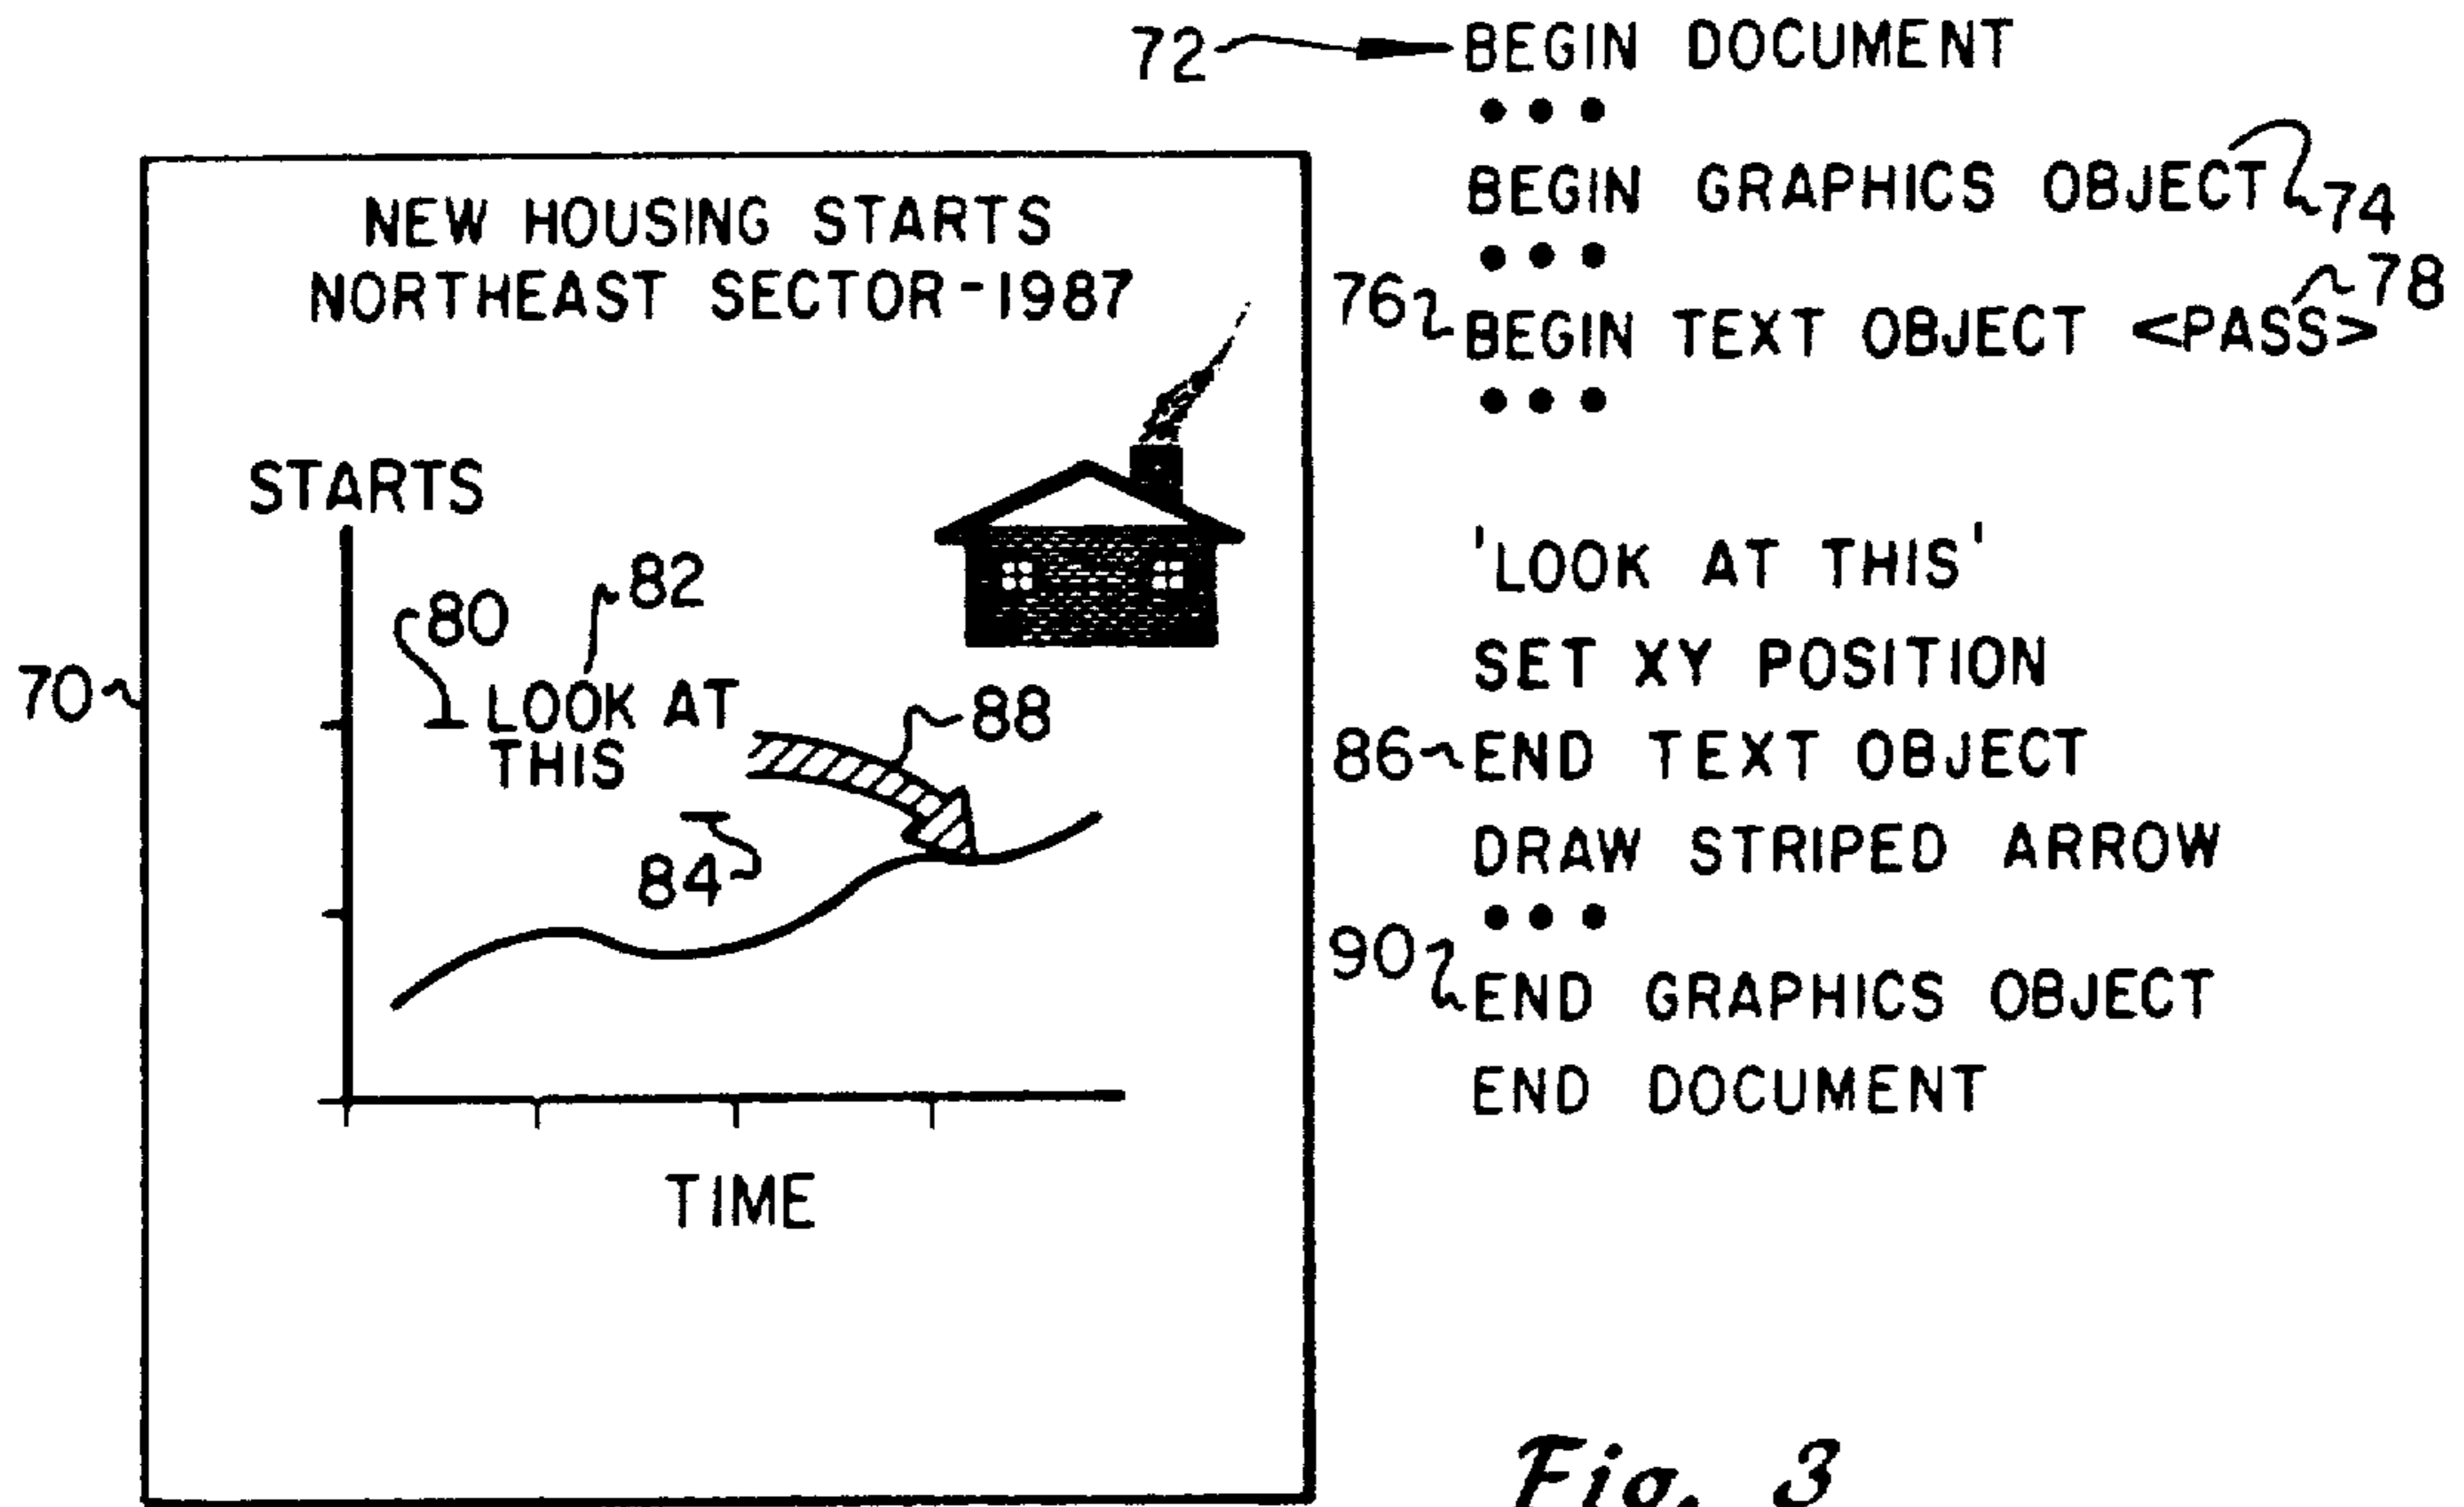 NEW HOUSING STARTS
NORTHEAST SECTOR-1987
STARTS
80
82
70
LOOK AT
THIS
88
84
TIME
72
BEGIN DOCUMENT
•••
BEGIN GRAPHICS OBJECT
74
•••
78
76
BEGIN TEXT OBJECT <PASS>
•••
'LOOK AT THIS'
SET XY POSITION
86
END TEXT OBJECT
DRAW STRIPED ARROW
•••
90
END GRAPHICS OBJECT
END DOCUMENT
Fig. 3